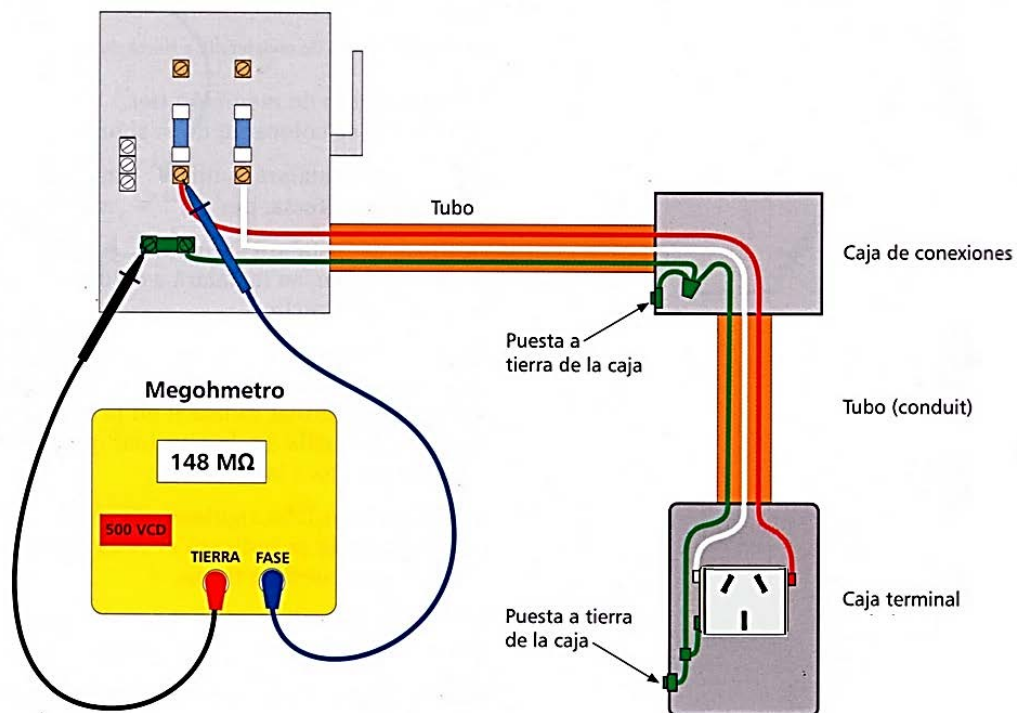 Tubo
Caja de conexiones
Puesta a
tierra de la caja
Megohmetro
148 MΩ
500 VCD
TIERRA FASE
Tubo (conduit)
Puesta a tierra
de la caja
Caja terminal